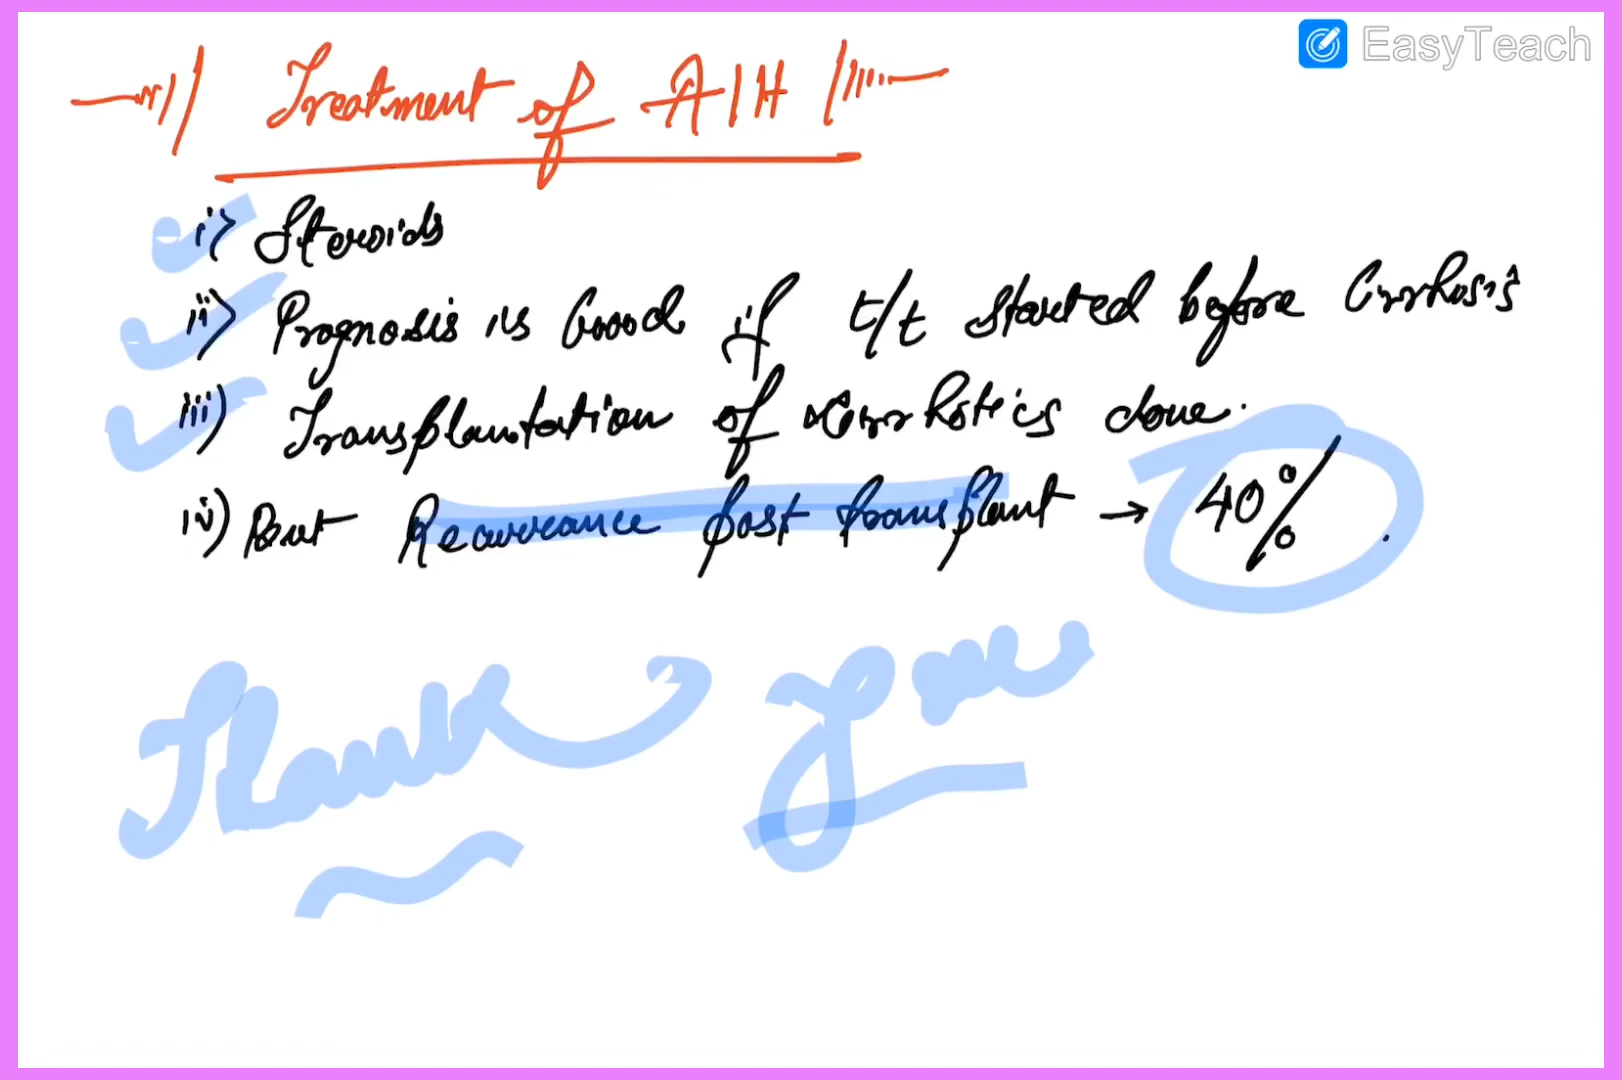 EasyTeach
Treatment of AIH
i) Steroids
ii) Prognosis is Good if t/t started before Cirrhosis
iii) Transplantation of Cirrhotics done.
iv) But Recurrence post transplant → 40%
Thank You